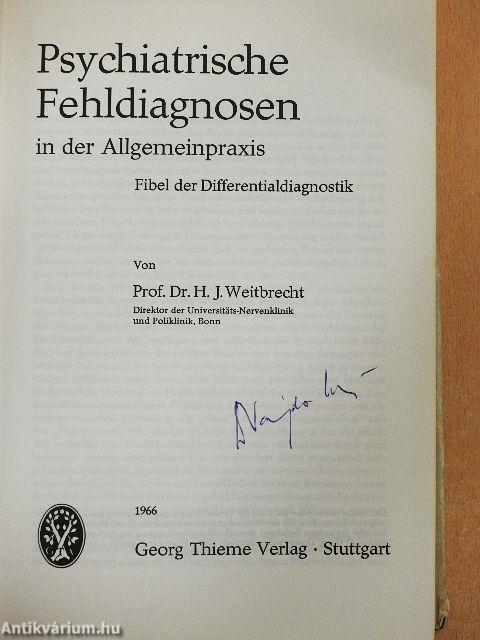 Psychiatrische
Fehldiagnosen
in der Allgemeinpraxis
Fibel der Differentialdiagnostik
Von
Prof. Dr. H. J. Weitbrecht
Direktor der Universitäts-Nervenklinik
und Poliklinik, Bonn
1966
Georg Thieme Verlag · Stuttgart
Antikvárium.hu